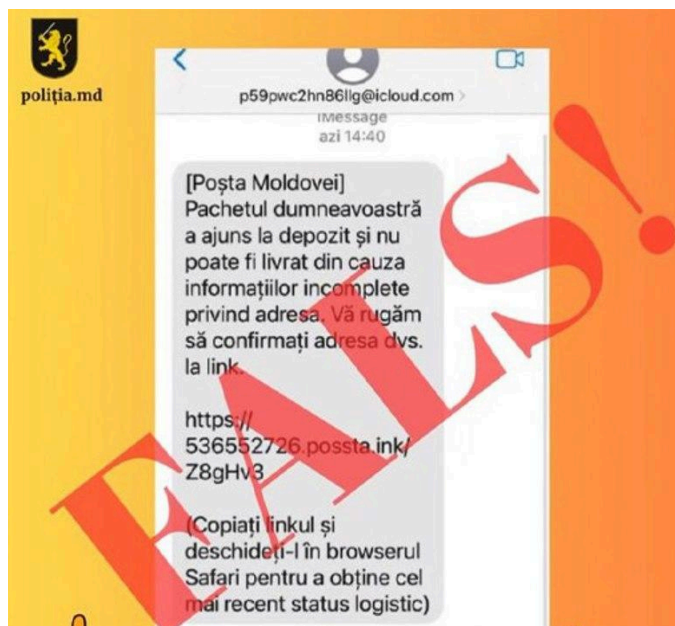 poliția.md
p59pwc2hn86llg@icloud.com
iMessage
azi 14:40
[Poșta Moldovei]
Pachetul dumneavoastră
a ajuns la depozit și nu
poate fi livrat din cauza
informațiilor incomplete
privind adresa. Vă rugăm
să confirmați adresa dvs.
la link.
https://
536552726.possta.ink/
Z8gHv3
(Copiați linkul și
deschideți-l în browserul
Safari pentru a obține cel
mai recent status logistic)
FALS!